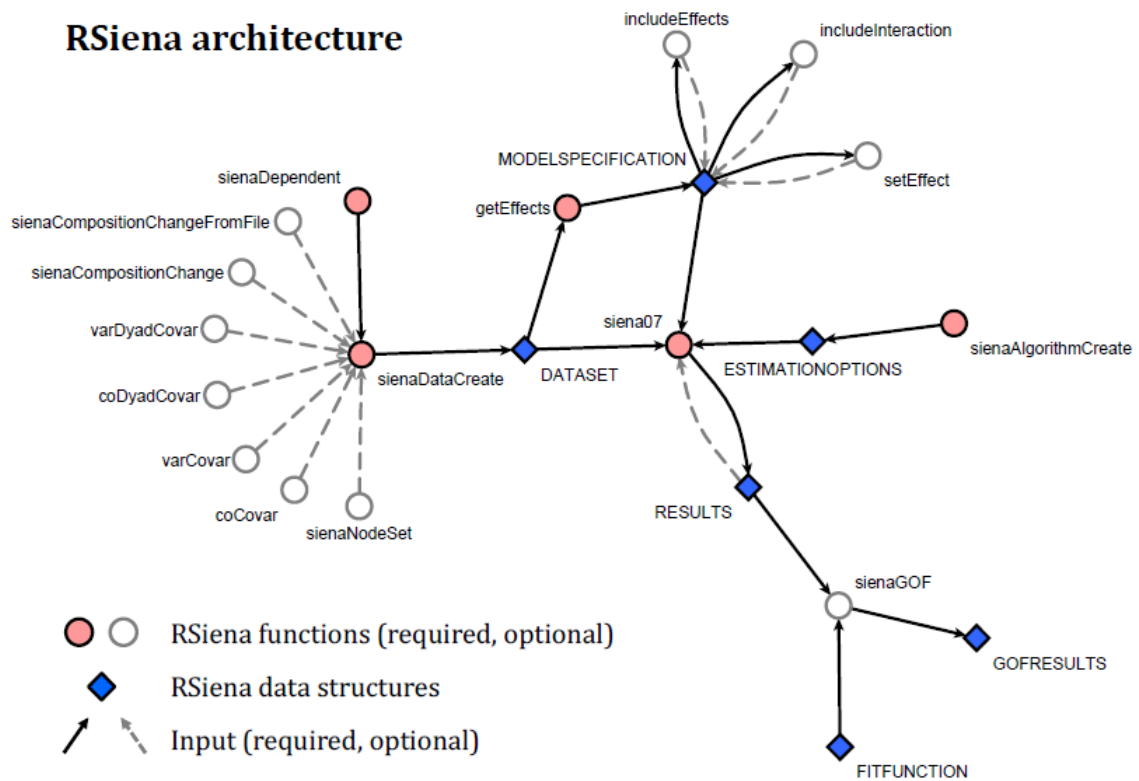 RSiena architecture
includeEffects
includeInteraction
MODELSPECIFICATION
setEffect
sienaDependent
getEffects
sienaCompositionChangeFromFile
sienaCompositionChange
varDyadCovar
siena07
sienaAlgorithmCreate
sienaDataCreate
DATASET
ESTIMATIONOPTIONS
coDyadCovar
varCovar
coCovar
sienaNodeSet
RESULTS
sienaGOF
RSiena functions (required, optional)
GOFRESULTS
RSiena data structures
Input (required, optional)
FITFUNCTION